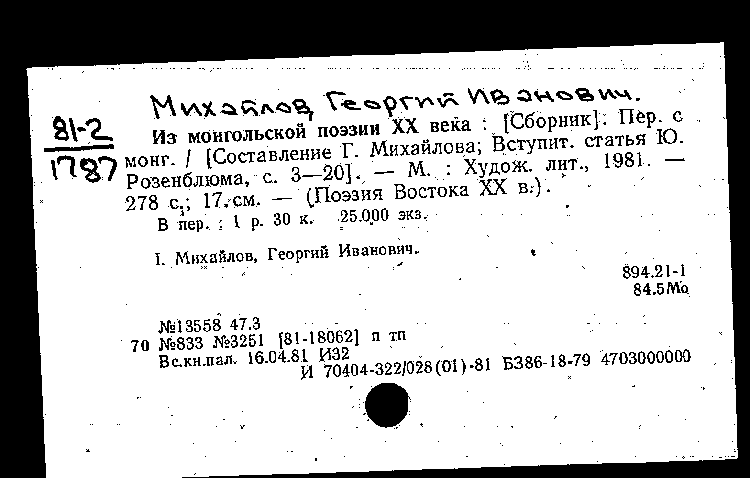 Михайлов, Георгий Иванович.
81-2
1787
Из монгольской поэзии XX века : [Сборник]. Пер. с
монг. / [Составление Г. Михайлова; Вступит. статья Ю.
Розенблюма, с. 3—20]. — М. : Худож. лит., 1981. —
278 с.; 17 см. — (Поэзия Востока XX в.).
В пер. : 1 р. 30 к. 25.000 экз.
I. Михайлов, Георгий Иванович.
894.21-1
84.5Мо
№13558 47.3
70 №833 №3251 [81-18062] п тп
Вс.кн.пал. 16.04.81 И32
И 70404-322/028(01)-81 БЗ86-18-79 4703000000